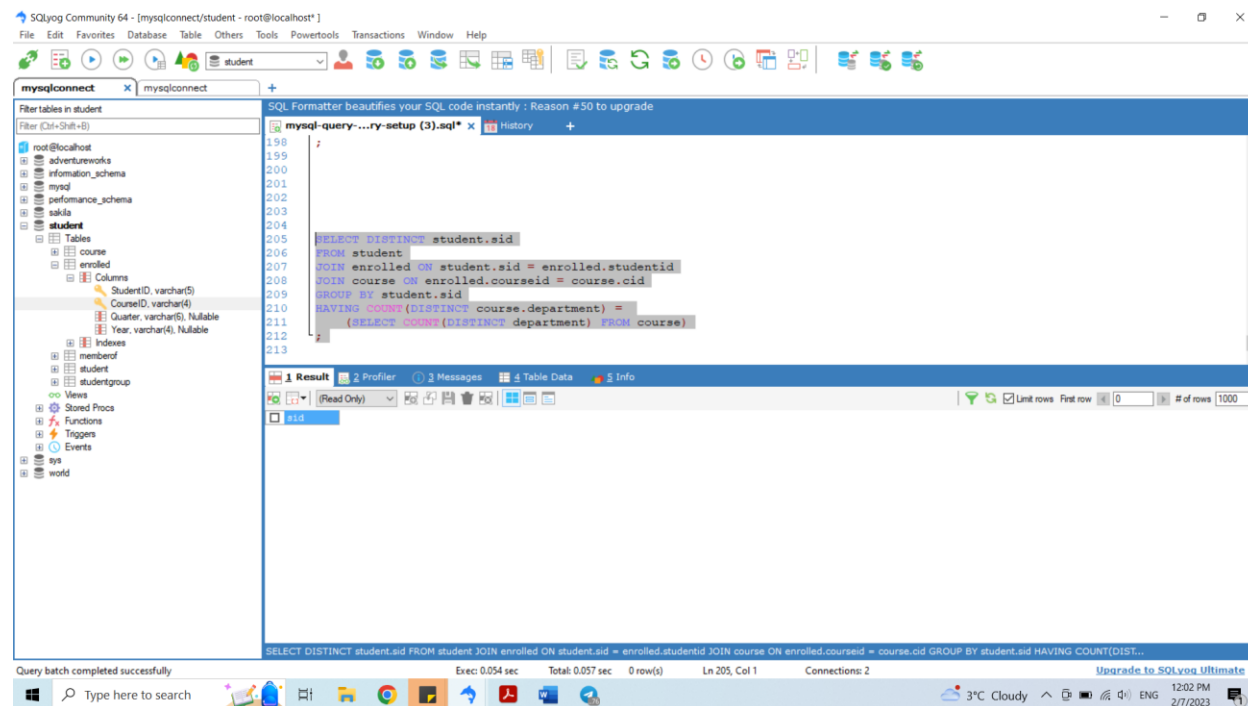 SQLyog Community 64 - [mysqlconnect/student - root@localhost* ]
File Edit Favorites Database Table Others Tools Powertools Transactions Window Help
student
mysqlconnect x mysqlconnect +
Filter tables in student
Filter (Ctrl+Shift+B)
root@localhost
adventureworks
information_schema
mysql
performance_schema
sakila
student
Tables
course
enrolled
Columns
StudentID, varchar(5)
CourseID, varchar(4)
Quarter, varchar(6), Nullable
Year, varchar(4), Nullable
Indexes
memberof
student
studentgroup
Views
Stored Procs
Functions
Triggers
Events
sys
world
SQL Formatter beautifies your SQL code instantly : Reason #50 to upgrade
mysql-query-...ry-setup (3).sql* x History +
198 ;
199
200
201
202
203
204
205 SELECT DISTINCT student.sid
206 FROM student
207 JOIN enrolled ON student.sid = enrolled.studentid
208 JOIN course ON enrolled.courseid = course.cid
209 GROUP BY student.sid
210 HAVING COUNT(DISTINCT course.department) =
211 (SELECT COUNT(DISTINCT department) FROM course)
212 ;
213
1 Result 2 Profiler 3 Messages 4 Table Data 5 Info
(Read Only) Limit rows First row 0 # of rows 1000
sid
SELECT DISTINCT student.sid FROM student JOIN enrolled ON student.sid = enrolled.studentid JOIN course ON enrolled.courseid = course.cid GROUP BY student.sid HAVING COUNT(DIST...
Query batch completed successfully Exec: 0.054 sec Total: 0.057 sec 0 row(s) Ln 205, Col 1 Connections: 2 Upgrade to SQLyog Ultimate
Type here to search 3°C Cloudy ENG 12:02 PM
2/7/2023